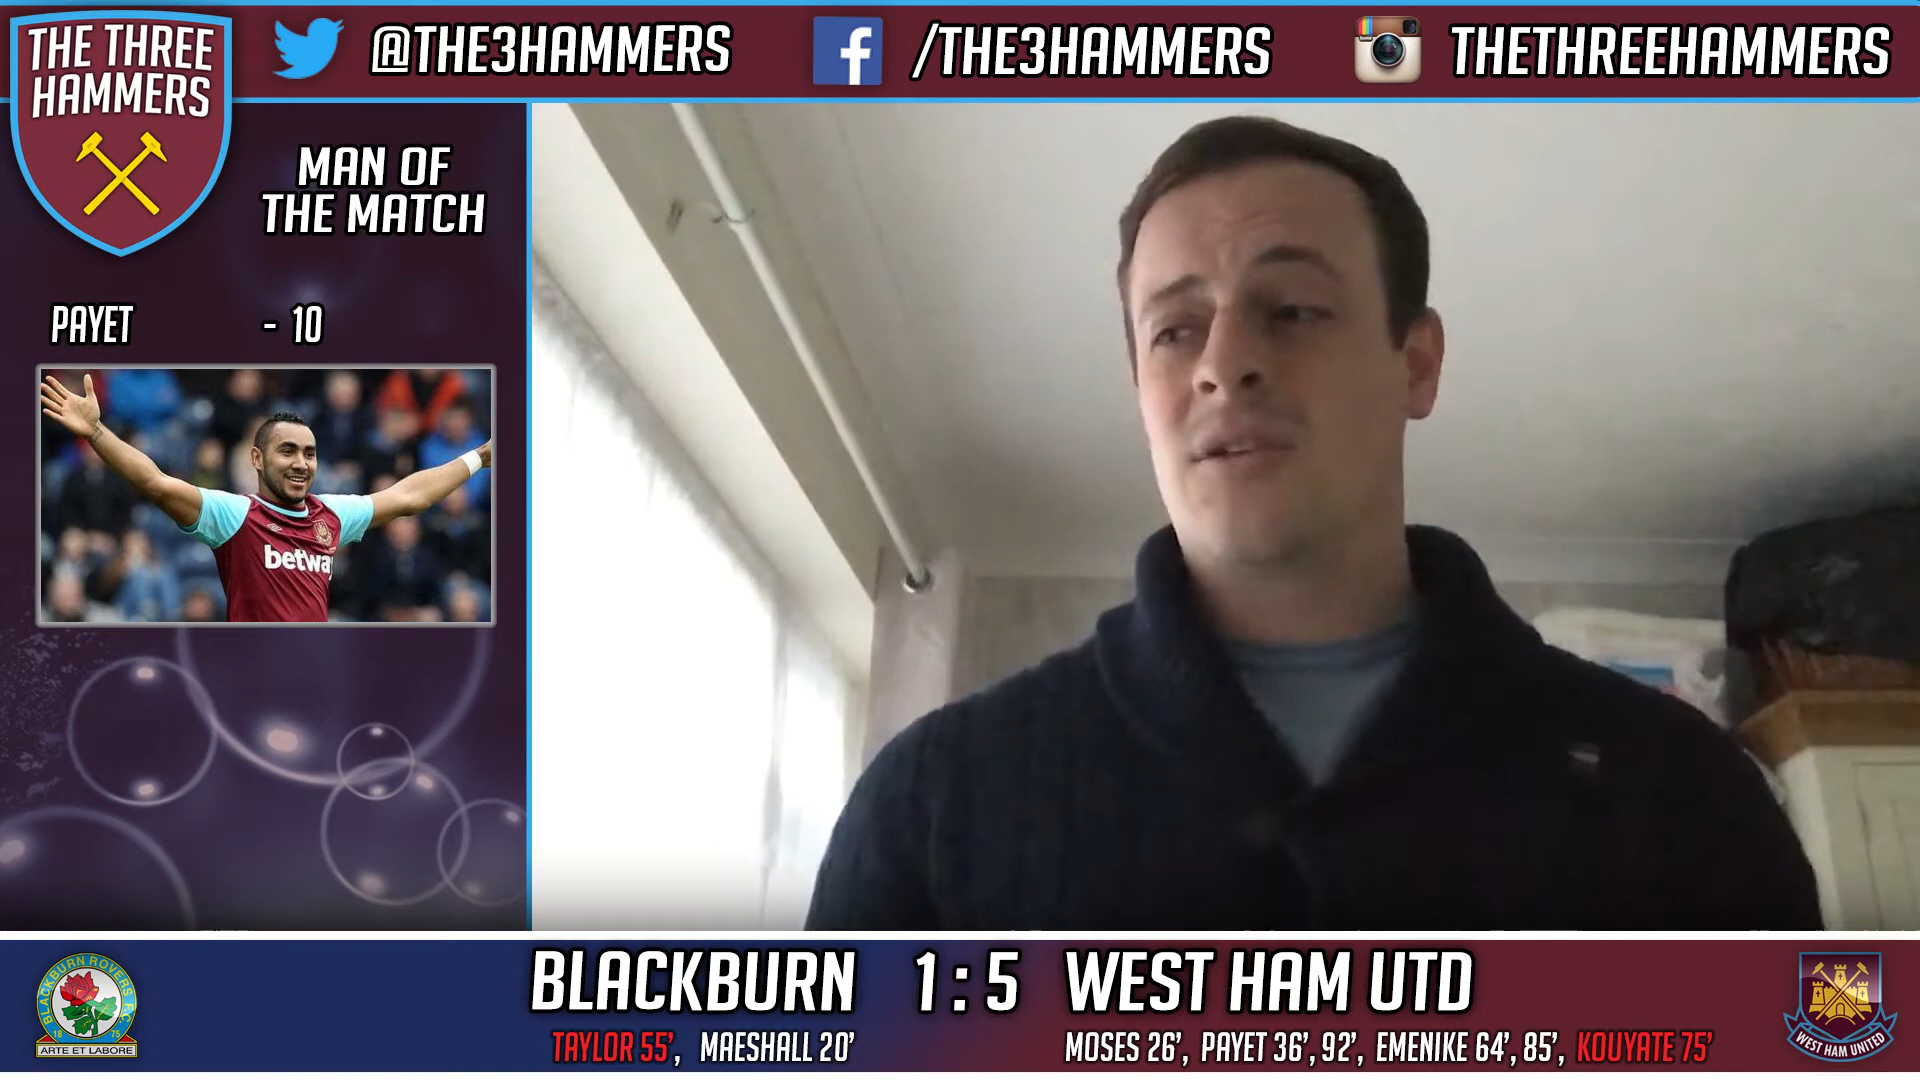 THE THREE
HAMMERS
@THE3HAMMERS
/THE3HAMMERS
THETHREEHAMMERS
MAN OF
THE MATCH
PAYET - 10
betway
BLACKBURN 1 : 5 WEST HAM UTD
TAYLOR 55', MAESHALL 20'
MOSES 26', PAYET 36', 92', EMENIKE 64', 85', KOUYATE 75'
BLACKBURN ROVERS F.C.
18 75
ARTE ET LABORE
WEST HAM UNITED